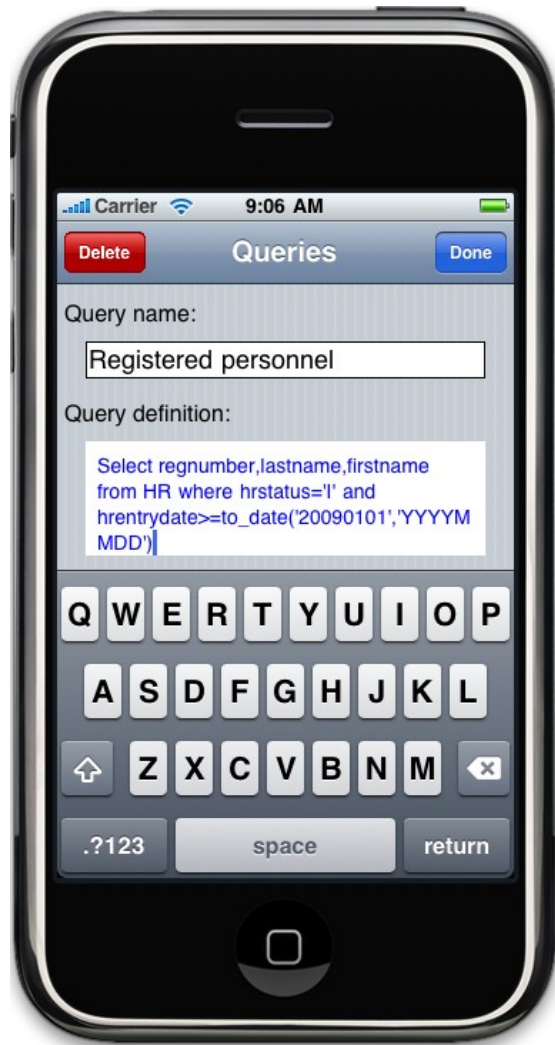 Carrier 9:06 AM
Delete Queries Done
Query name:
Registered personnel
Query definition:
Select regnumber,lastname,firstname
from HR where hrstatus='I' and
hrentrydate>=to_date('20090101','YYYYM
MDD')
Q W E R T Y U I O P
A S D F G H J K L
Z X C V B N M
.?123 space return